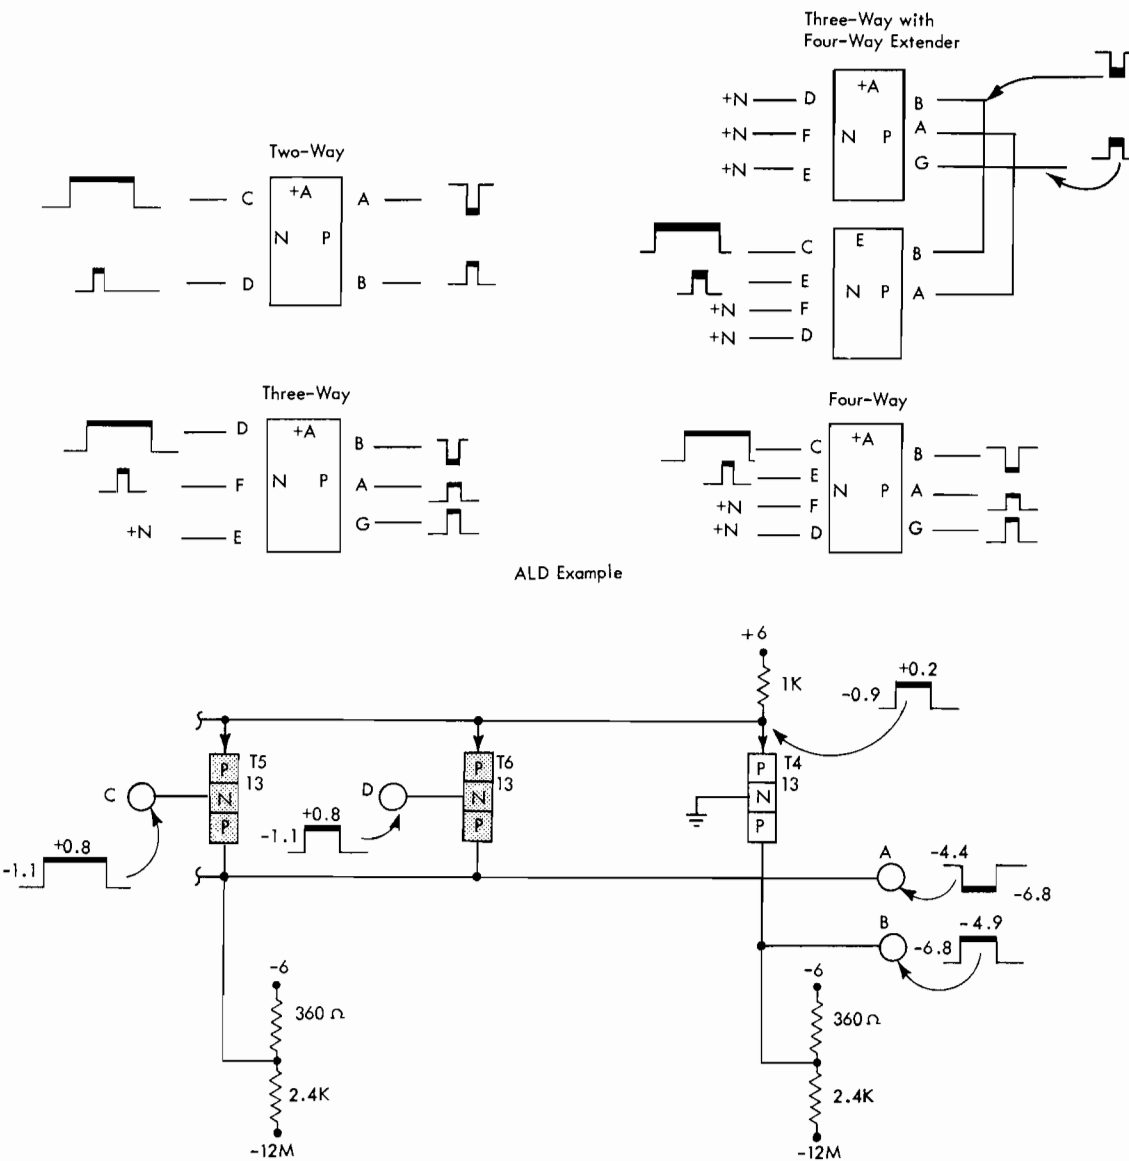 Three-Way with
Four-Way Extender
+N D +A B
+N F N P A
+N E G
Two-Way
C +A A
N P
D B
C E B
E
+N F N P A
+N D
Three-Way
D +A B
F N P A
+N E G
Four-Way
C +A B
E
+N F N P A
+N D G
ALD Example
+6
1K
+0.2
-0.9
P T5
13
N
P
P T6
13
N
P
P T4
13
N
P
C
D
+0.8
-1.1
+0.8
-1.1
A
-4.4
-6.8
B
-4.9
-6.8
-6
360 Ω
2.4K
-12M
-6
360 Ω
2.4K
-12M